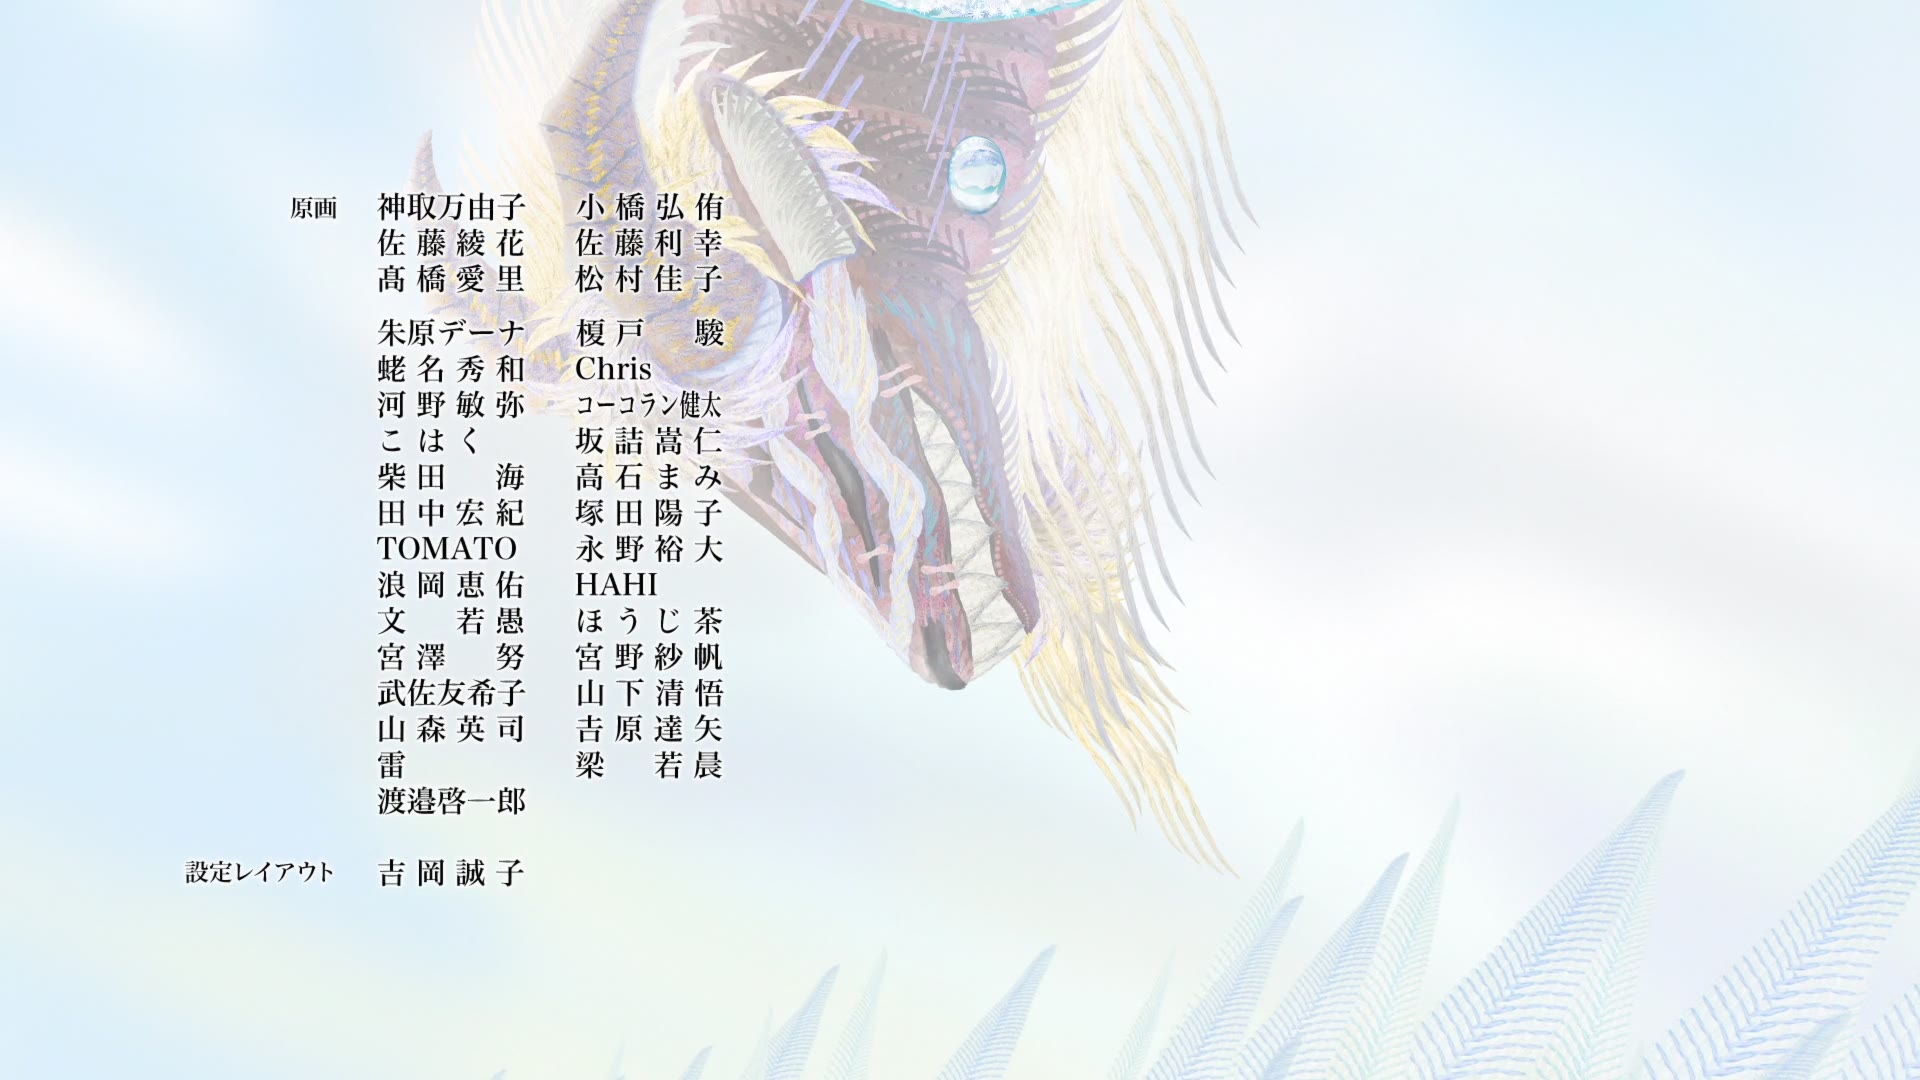 原画 神取万由子 小橋弘侑
佐藤綾花 佐藤利幸
髙橋愛里 松村佳子
朱原デーナ 榎戸 駿
蛯名秀和 Chris
河野敏弥 コーコラン健太
こはく 坂詰嵩仁
柴田 海 高石まみ
田中宏紀 塚田陽子
TOMATO 永野裕大
浪岡恵佑 HAHI
文 若愚 ほうじ茶
宮澤 努 宮野紗帆
武佐友希子 山下清悟
山森英司 𠮷原達矢
雷 梁 若晨
渡邉啓一郎
設定レイアウト 吉岡誠子